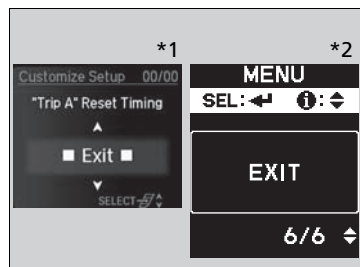 *1
Customize Setup 00/00
"Trip A" Reset Timing
Exit
SELECT
*2
MENU
SEL: :
EXIT
6/6